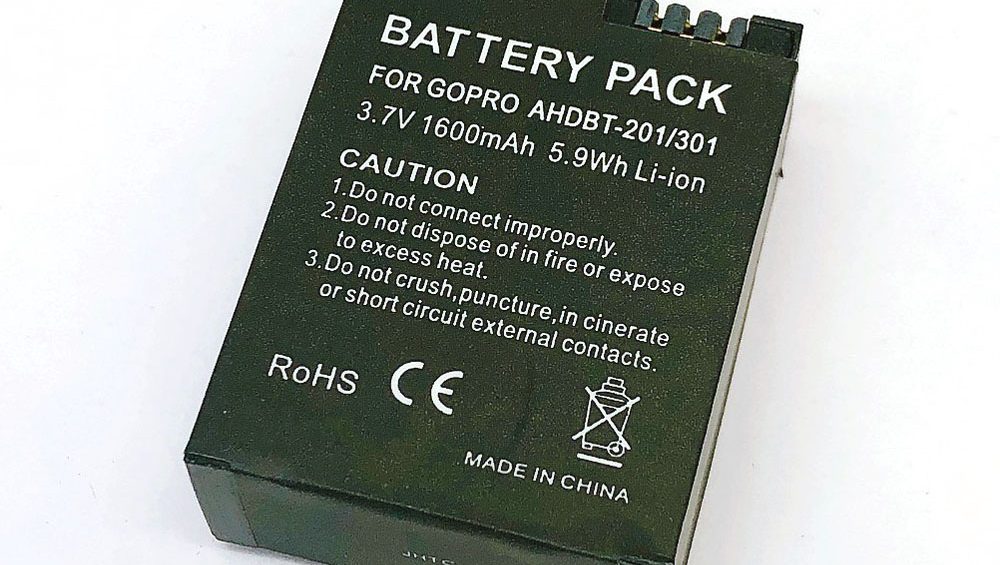 BATTERY PACK
FOR GOPRO AHDBT-201/301
3.7V 1600mAh 5.9Wh Li-ion
CAUTION
1.Do not connect improperly.
2.Do not dispose of in fire or expose
to excess heat.
3.Do not crush,puncture,in cinerate
or short circuit external contacts.
RoHS CE
MADE IN CHINA